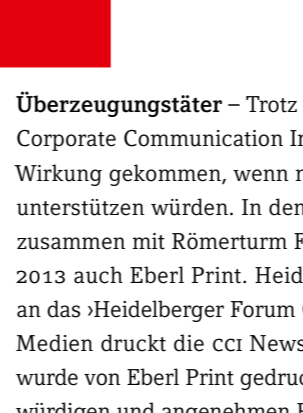 Überzeugungstäter – Trotz
Corporate Communication
Wirkung gekommen, wenn
unterstützen würden. In den
zusammen mit Römerturm
2013 auch Eberl Print.
an das ›Heidelberger Forum
Medien druckt die CCI News
wurde von Eberl Print
würdigen und angenehmen